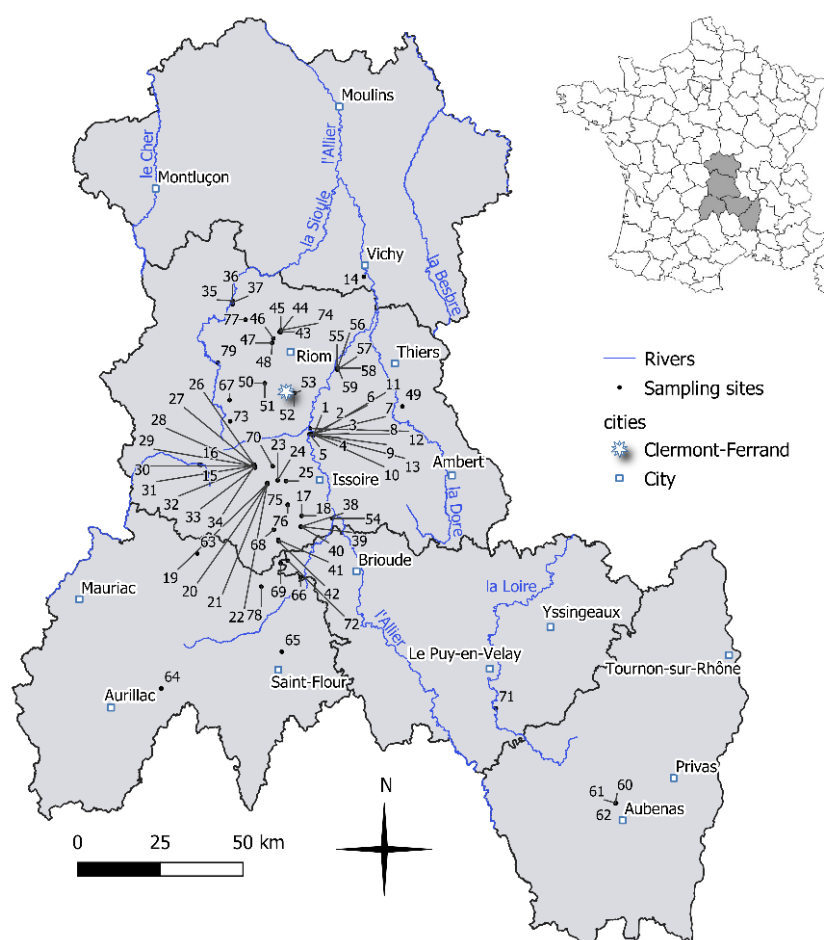 Moulins
le Cher
l'Allier
Montluçon
la Sioule
Vichy
la Besbre
14
36
35
37
45
44
77
46
74
43
56
55
47
48
Riom
57
Thiers
79
58
59
Rivers
Sampling sites
cities
Clermont-Ferrand
City
26
67
50
51
53
52
11
6
49
27
73
1
2
7
3
8
28
70
12
4
29
16
23
24
5
9
13
30
15
25
Issoire
10
Ambert
31
32
75
17
la Dore
33
18
38
34
76
54
63
68
39
19
40
20
41
Brioude
21
69
66
42
Mauriac
22
78
72
la Loire
l'Allier
Yssingeaux
65
Le Puy-en-Velay
Tournon-sur-Rhône
64
Saint-Flour
Aurillac
71
Privas
N
61
60
62
Aubenas
0
25
50 km